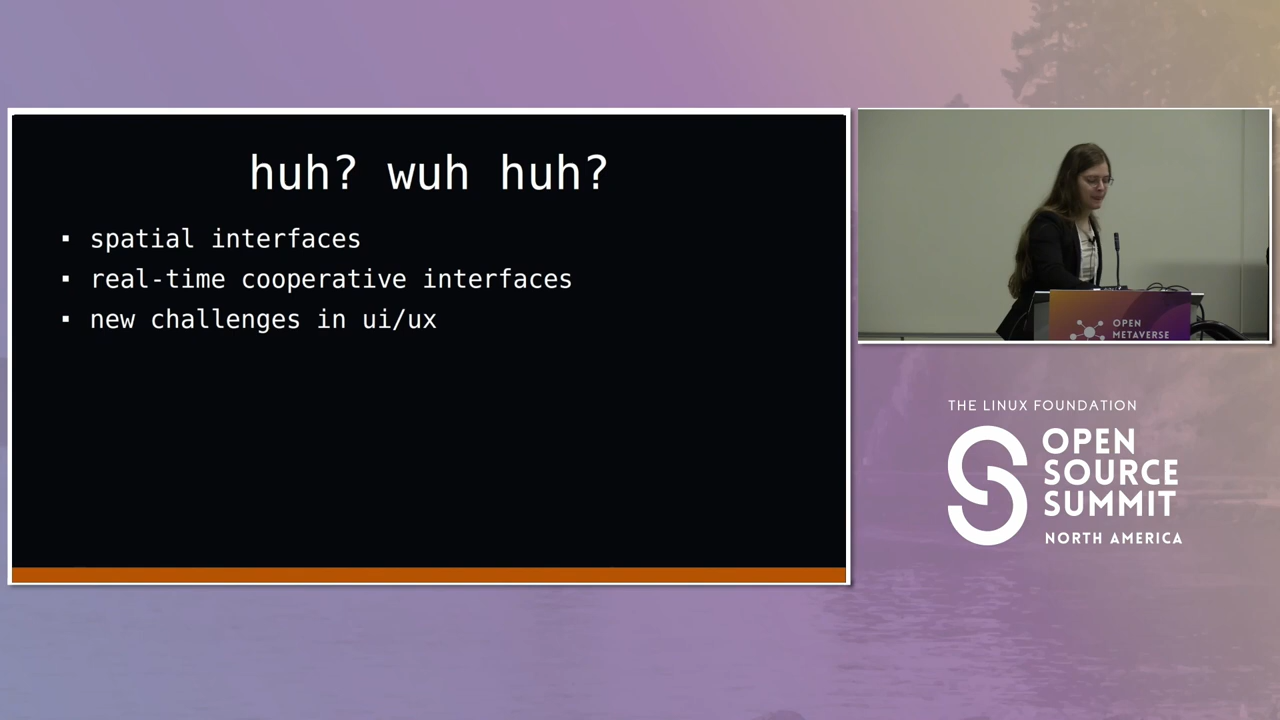 huh? wuh huh?
▪ spatial interfaces
▪ real-time cooperative interfaces
▪ new challenges in ui/ux
OPEN
METAVERSE
THE LINUX FOUNDATION
OPEN
SOURCE
SUMMIT
NORTH AMERICA